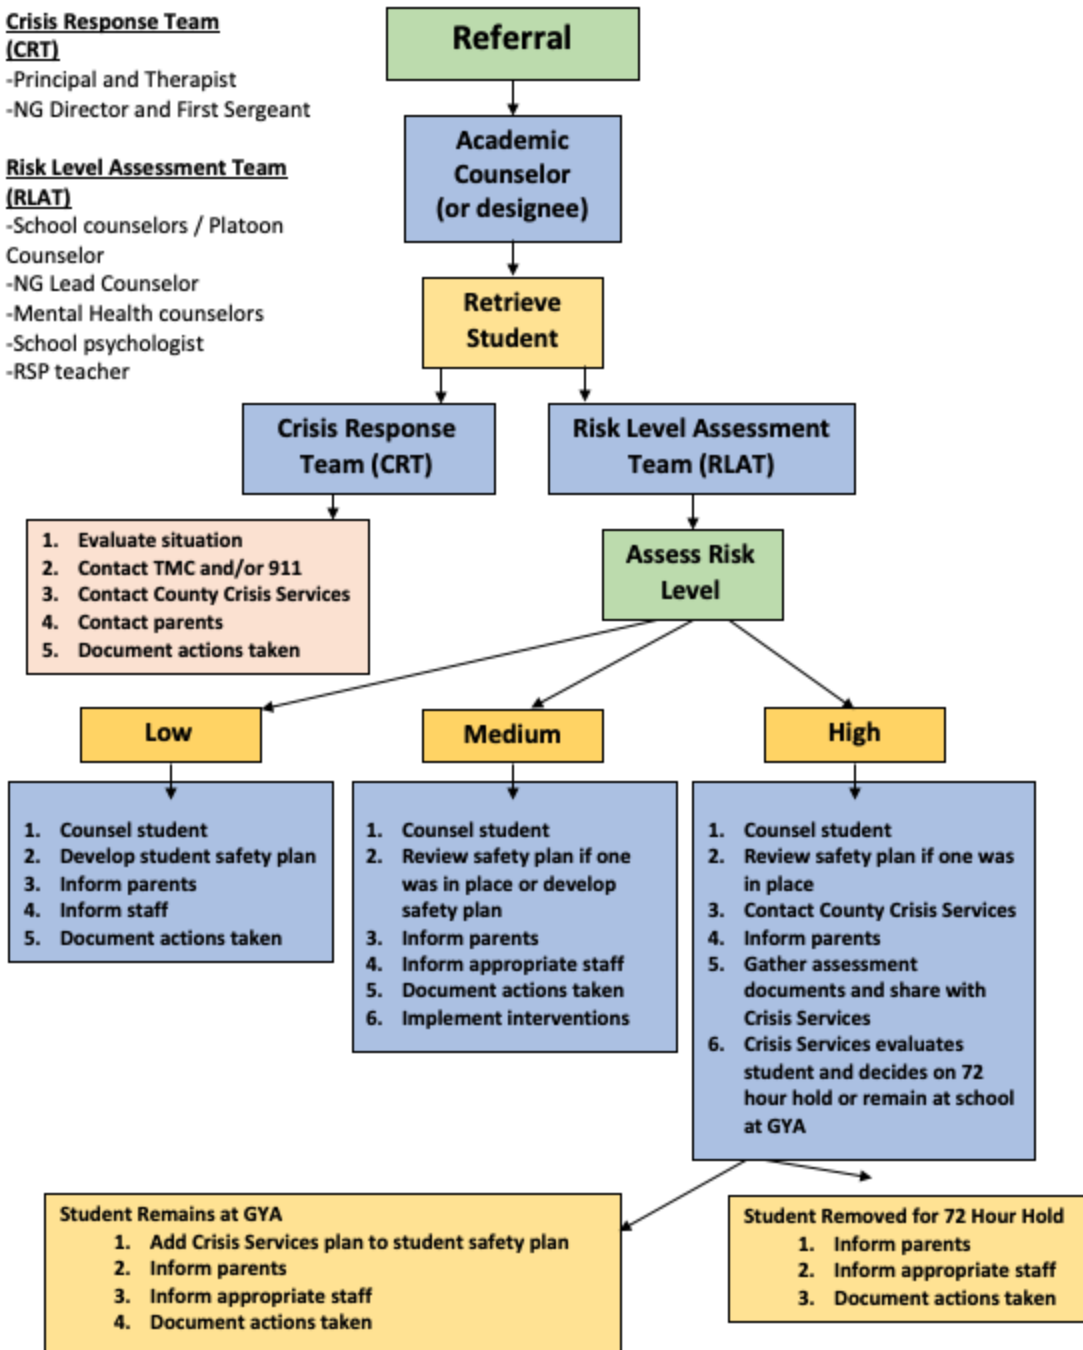 Crisis Response Team
(CRT)
-Principal and Therapist
-NG Director and First Sergeant
Risk Level Assessment Team
(RLAT)
-School counselors / Platoon
Counselor
-NG Lead Counselor
-Mental Health counselors
-School psychologist
-RSP teacher
Referral
Academic
Counselor
(or designee)
Retrieve
Student
Crisis Response
Team (CRT)
Risk Level Assessment
Team (RLAT)
1. Evaluate situation
2. Contact TMC and/or 911
3. Contact County Crisis Services
4. Contact parents
5. Document actions taken
Assess Risk
Level
Low
Medium
High
1. Counsel student
2. Develop student safety plan
3. Inform parents
4. Inform staff
5. Document actions taken
1. Counsel student
2. Review safety plan if one
was in place or develop
safety plan
3. Inform parents
4. Inform appropriate staff
5. Document actions taken
6. Implement interventions
1. Counsel student
2. Review safety plan if one was
in place
3. Contact County Crisis Services
4. Inform parents
5. Gather assessment
documents and share with
Crisis Services
6. Crisis Services evaluates
student and decides on 72
hour hold or remain at school
at GYA
Student Remains at GYA
1. Add Crisis Services plan to student safety plan
2. Inform parents
3. Inform appropriate staff
4. Document actions taken
Student Removed for 72 Hour Hold
1. Inform parents
2. Inform appropriate staff
3. Document actions taken